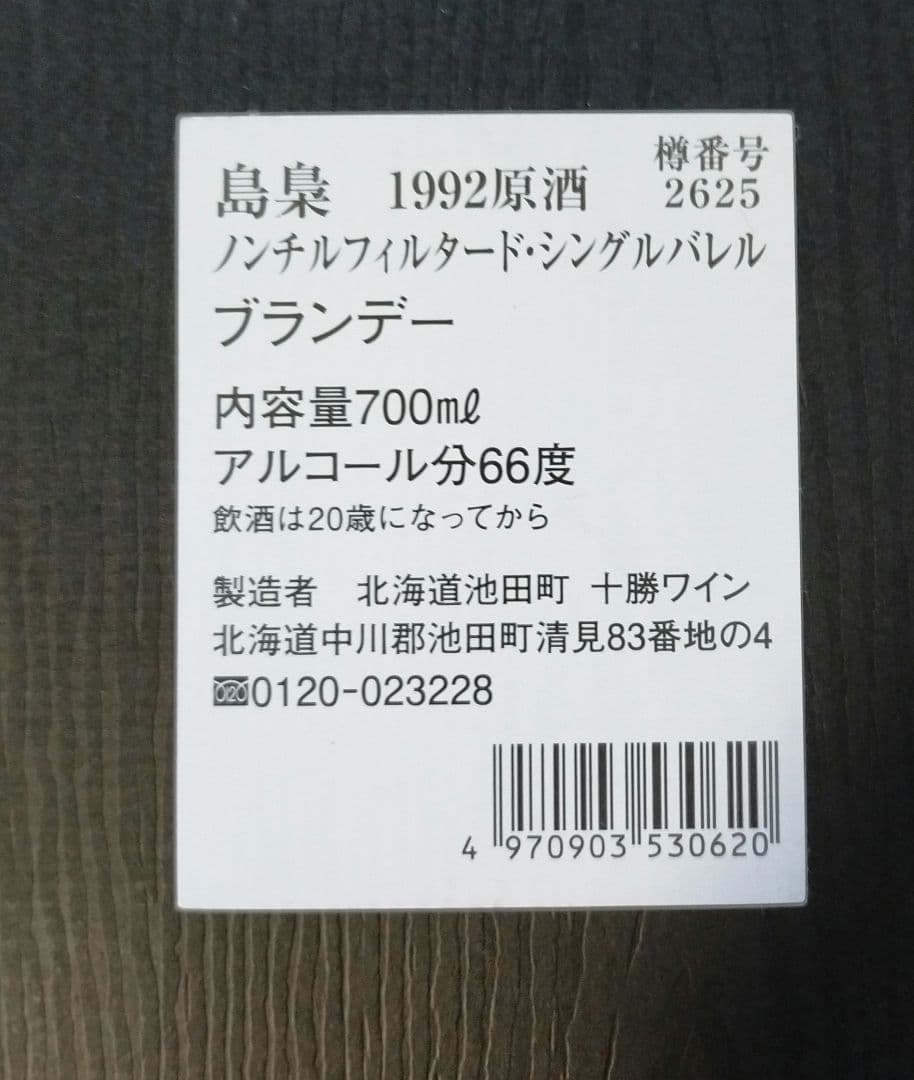 島梟 1992原酒 樽番号 2625
ノンチルフィルタード・シングルバレル
ブランデー
内容量700㎖
アルコール分66度
飲酒は20歳になってから
製造者 北海道池田町 十勝ワイン
北海道中川郡池田町清見83番地の4
0120-023228
4 970903 530620